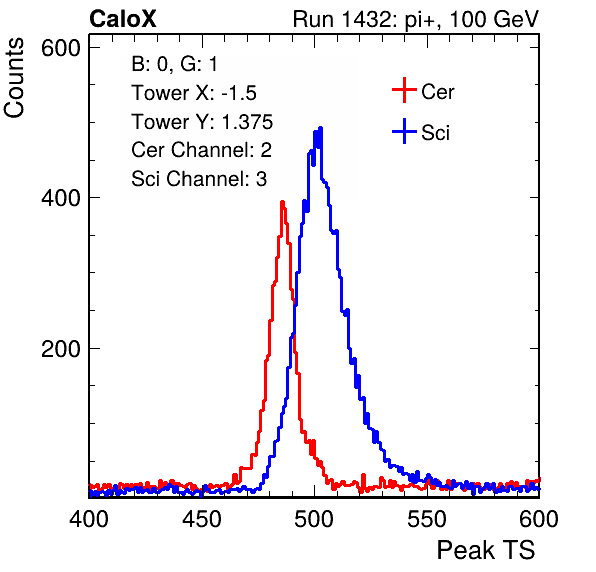 CaloX Run 1432: pi+, 100 GeV
Counts
600
400
200
B: 0, G: 1
Tower X: -1.5
Tower Y: 1.375
Cer Channel: 2
Sci Channel: 3
Cer
Sci
400 450 500 550 600
Peak TS